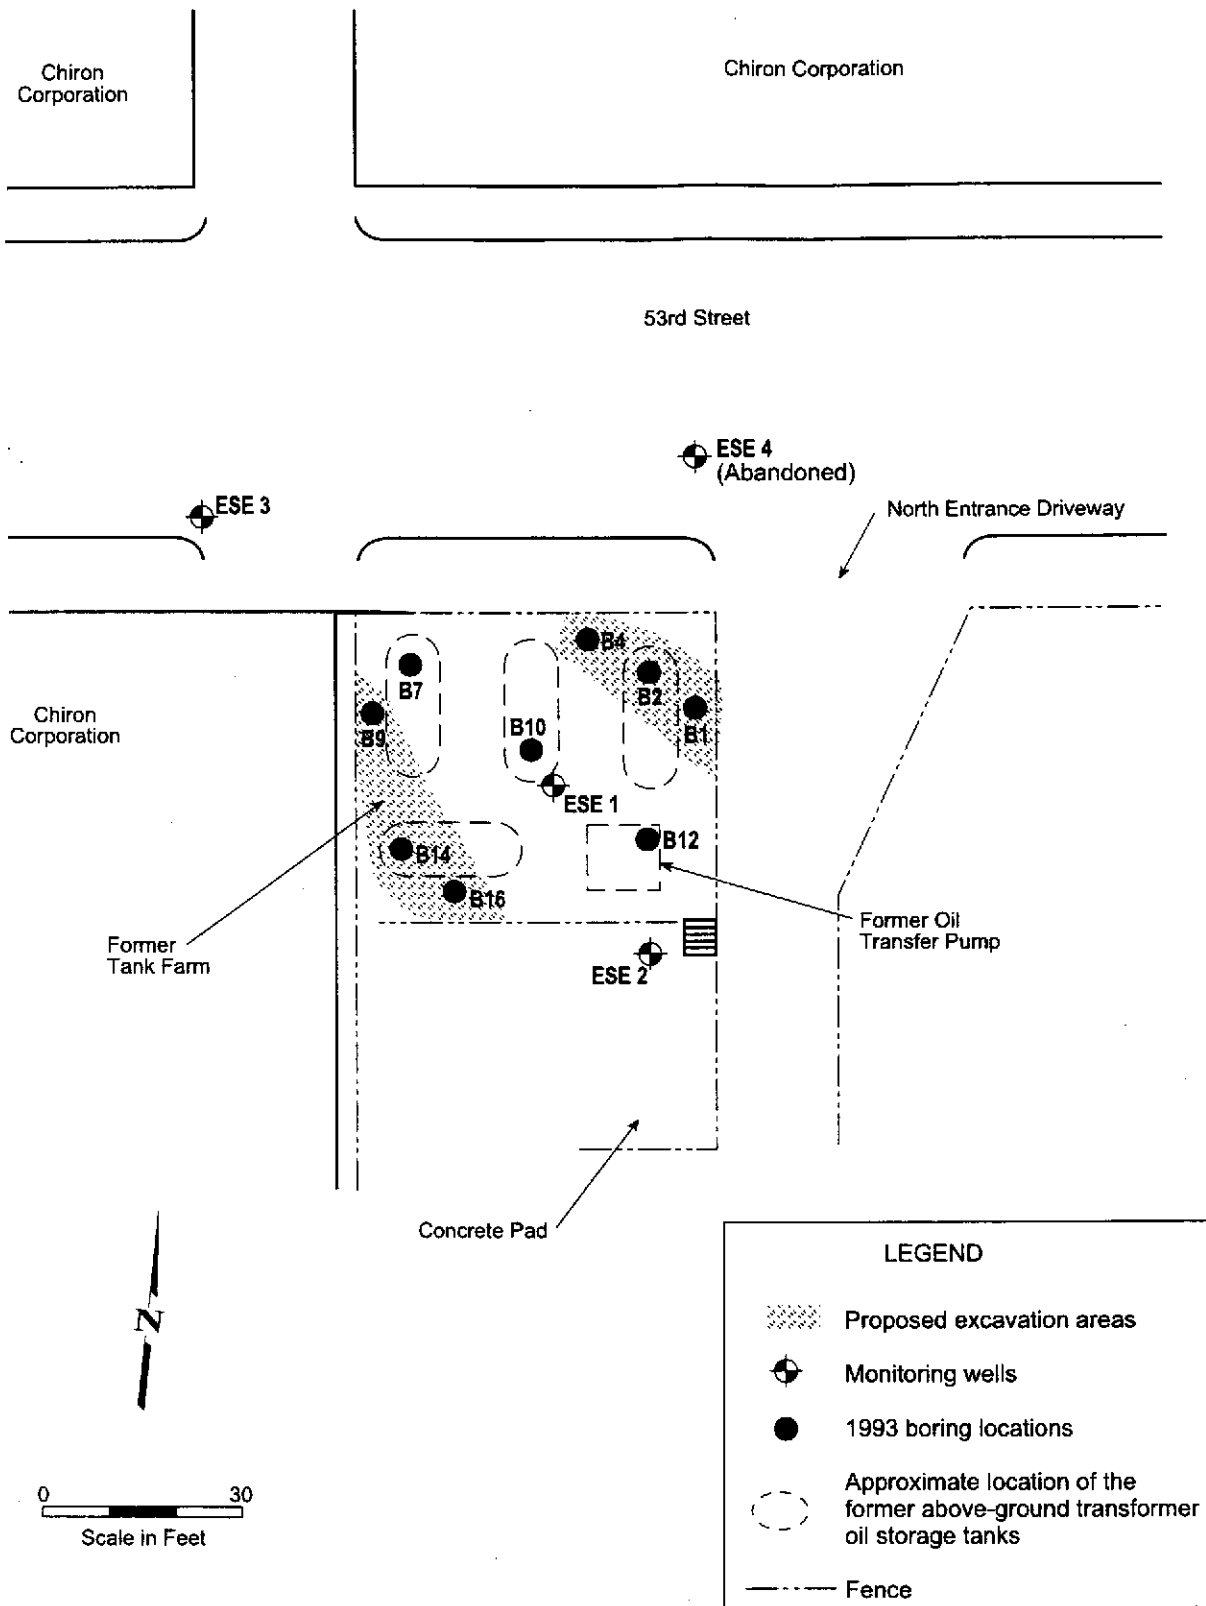 Chiron
Corporation
Chiron Corporation
53rd Street
ESE 4
(Abandoned)
ESE 3
North Entrance Driveway
B4
B7
B2
B1
Chiron
Corporation
B9
B10
ESE 1
B12
B14
B16
Former
Tank Farm
Former Oil
Transfer Pump
ESE 2
Concrete Pad
N
LEGEND
Proposed excavation areas
Monitoring wells
1993 boring locations
Approximate location of the
former above-ground transformer
oil storage tanks
Fence
0 30
Scale in Feet